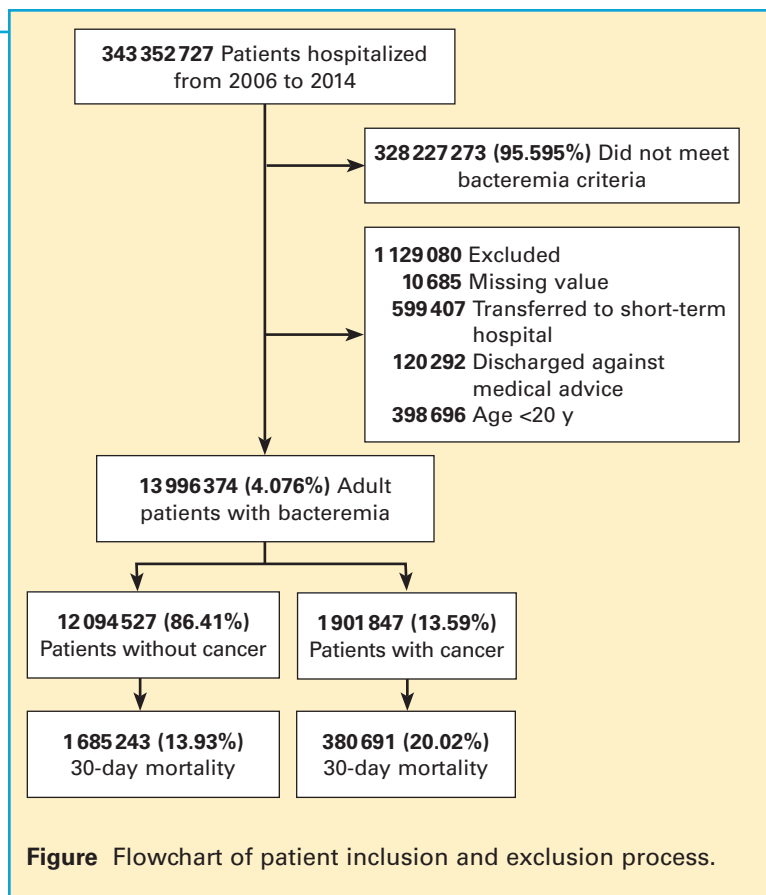 343 352 727 Patients hospitalized
from 2006 to 2014
328 227 273 (95.595%) Did not meet
bacteremia criteria
1 129 080 Excluded
10 685 Missing value
599 407 Transferred to short-term
hospital
120 292 Discharged against
medical advice
398 696 Age <20 y
13 996 374 (4.076%) Adult
patients with bacteremia
12 094 527 (86.41%)
Patients without cancer
1 901 847 (13.59%)
Patients with cancer
1 685 243 (13.93%)
30-day mortality
380 691 (20.02%)
30-day mortality
Figure Flowchart of patient inclusion and exclusion process.